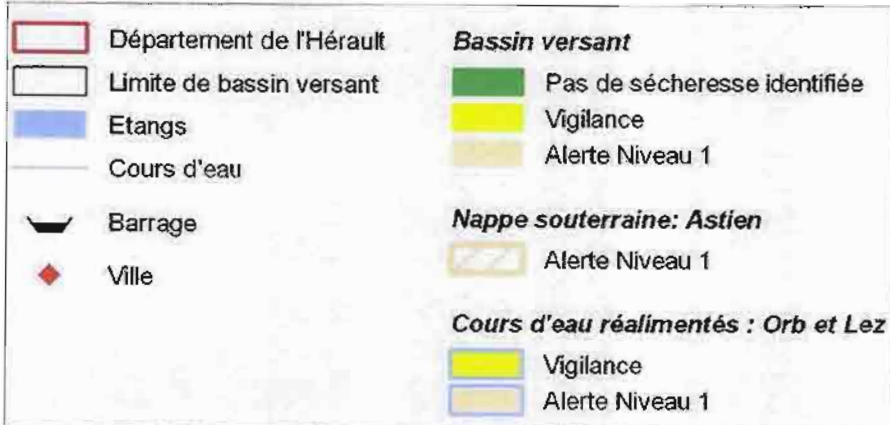 Département de l'Hérault
Limite de bassin versant
Etangs
Cours d'eau
Barrage
Ville
Bassin versant
Pas de sécheresse identifiée
Vigilance
Alerte Niveau 1
Nappe souterraine: Astien
Alerte Niveau 1
Cours d'eau réalimentés : Orb et Lez
Vigilance
Alerte Niveau 1